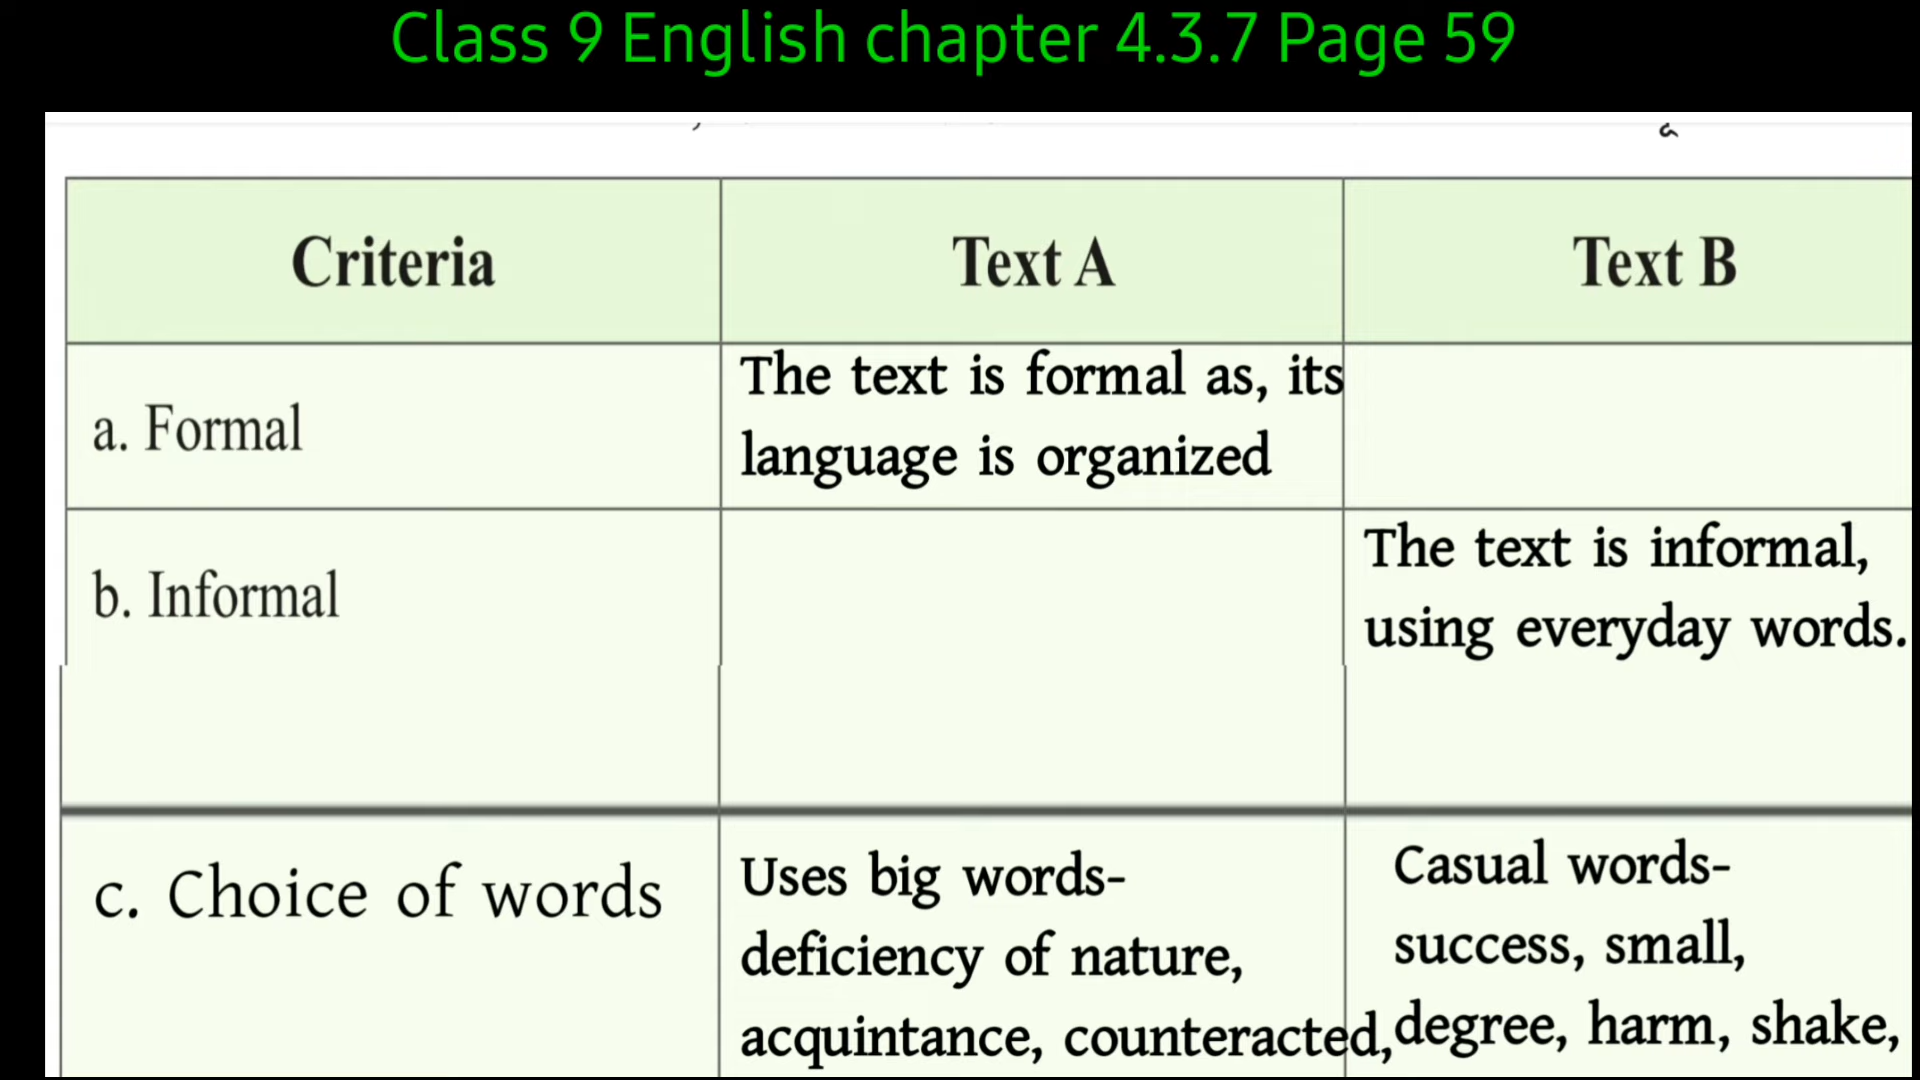 Class 9 English chapter 4.3.7 Page 59
Criteria
Text A
Text B
a. Formal
The text is formal as, its
language is organized
b. Informal
The text is informal,
using everyday words.
c. Choice of words
Uses big words-
deficiency of nature,
acquintance, counteracted,
Casual words-
success, small,
degree, harm, shake,